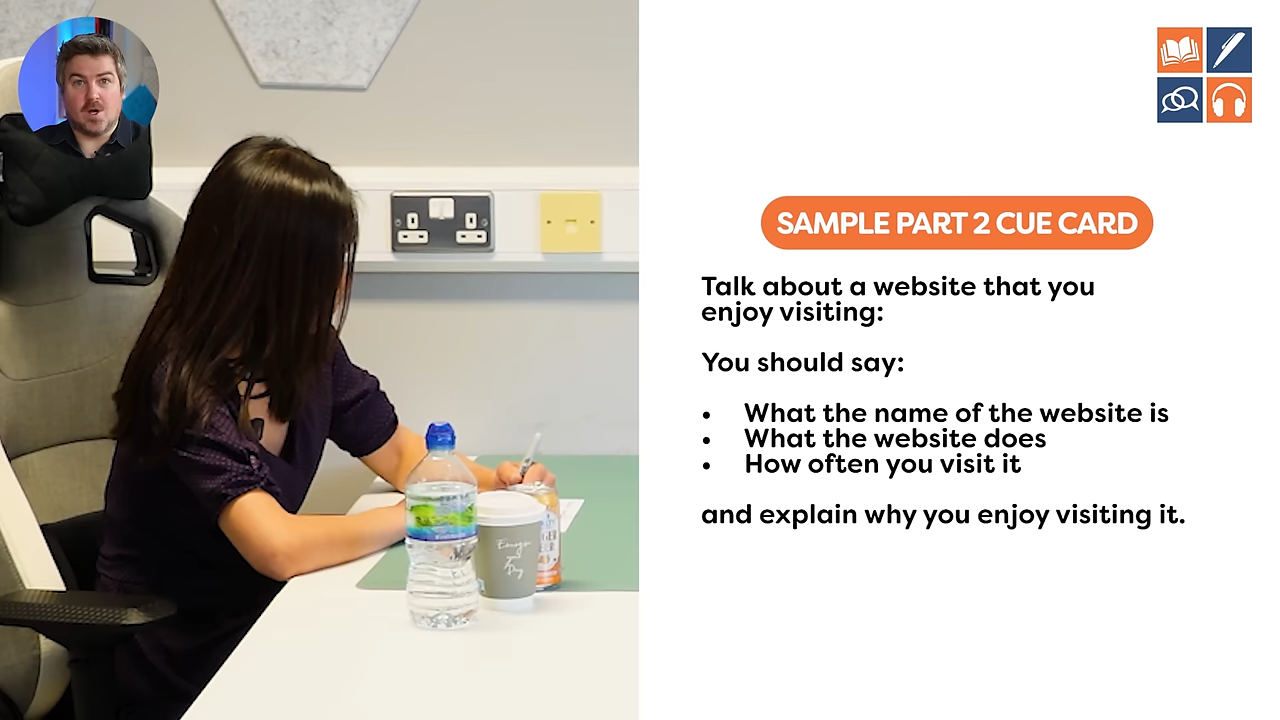 SAMPLE PART 2 CUE CARD
Talk about a website that you
enjoy visiting:
You should say:
• What the name of the website is
• What the website does
• How often you visit it
and explain why you enjoy visiting it.